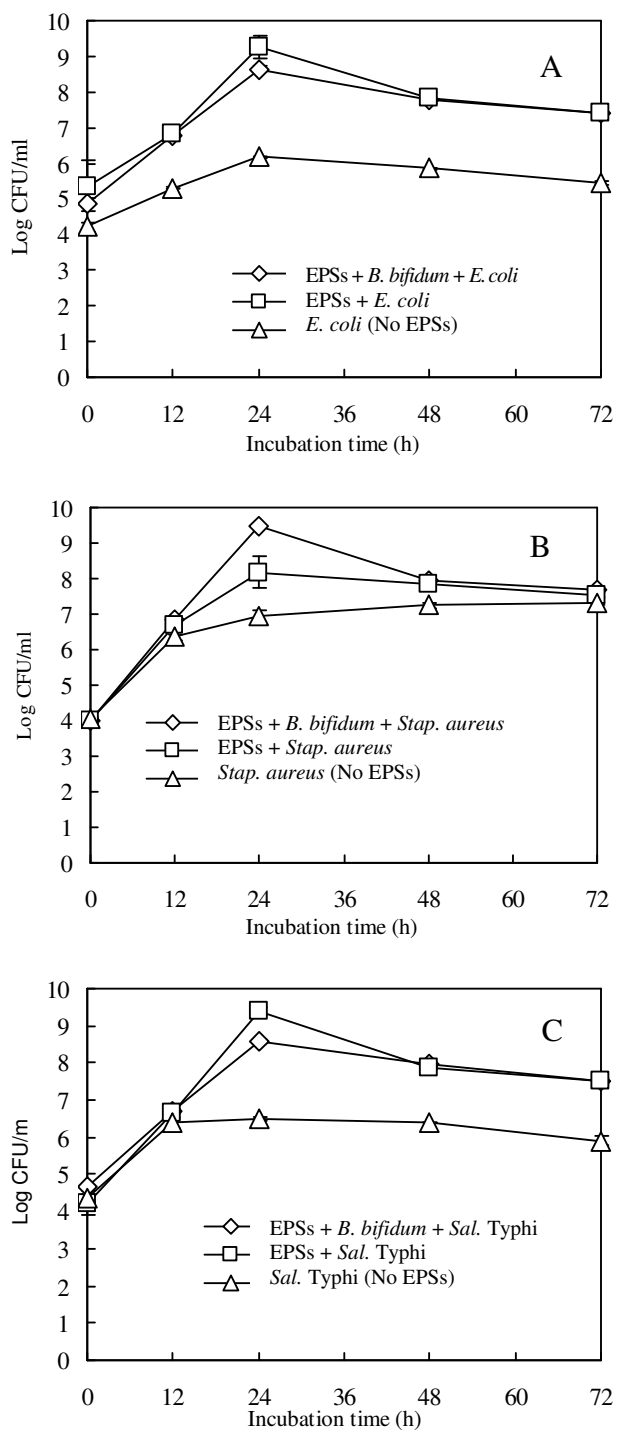 10
9
8
7
6
5
4
3
2
1
0
Log CFU/ml
A
EPSs + B. bifidum + E.coli
EPSs + E. coli
E. coli (No EPSs)
0 12 24 36 48 60 72
Incubation time (h)
10
9
8
7
6
5
4
3
2
1
0
Log CFU/ml
B
EPSs + B. bifidum + Stap. aureus
EPSs + Stap. aureus
Stap. aureus (No EPSs)
0 12 24 36 48 60 72
Incubation time (h)
10
9
8
7
6
5
4
3
2
1
0
Log CFU/m
C
EPSs + B. bifidum + Sal. Typhi
EPSs + Sal. Typhi
Sal. Typhi (No EPSs)
0 12 24 36 48 60 72
Incubation time (h)